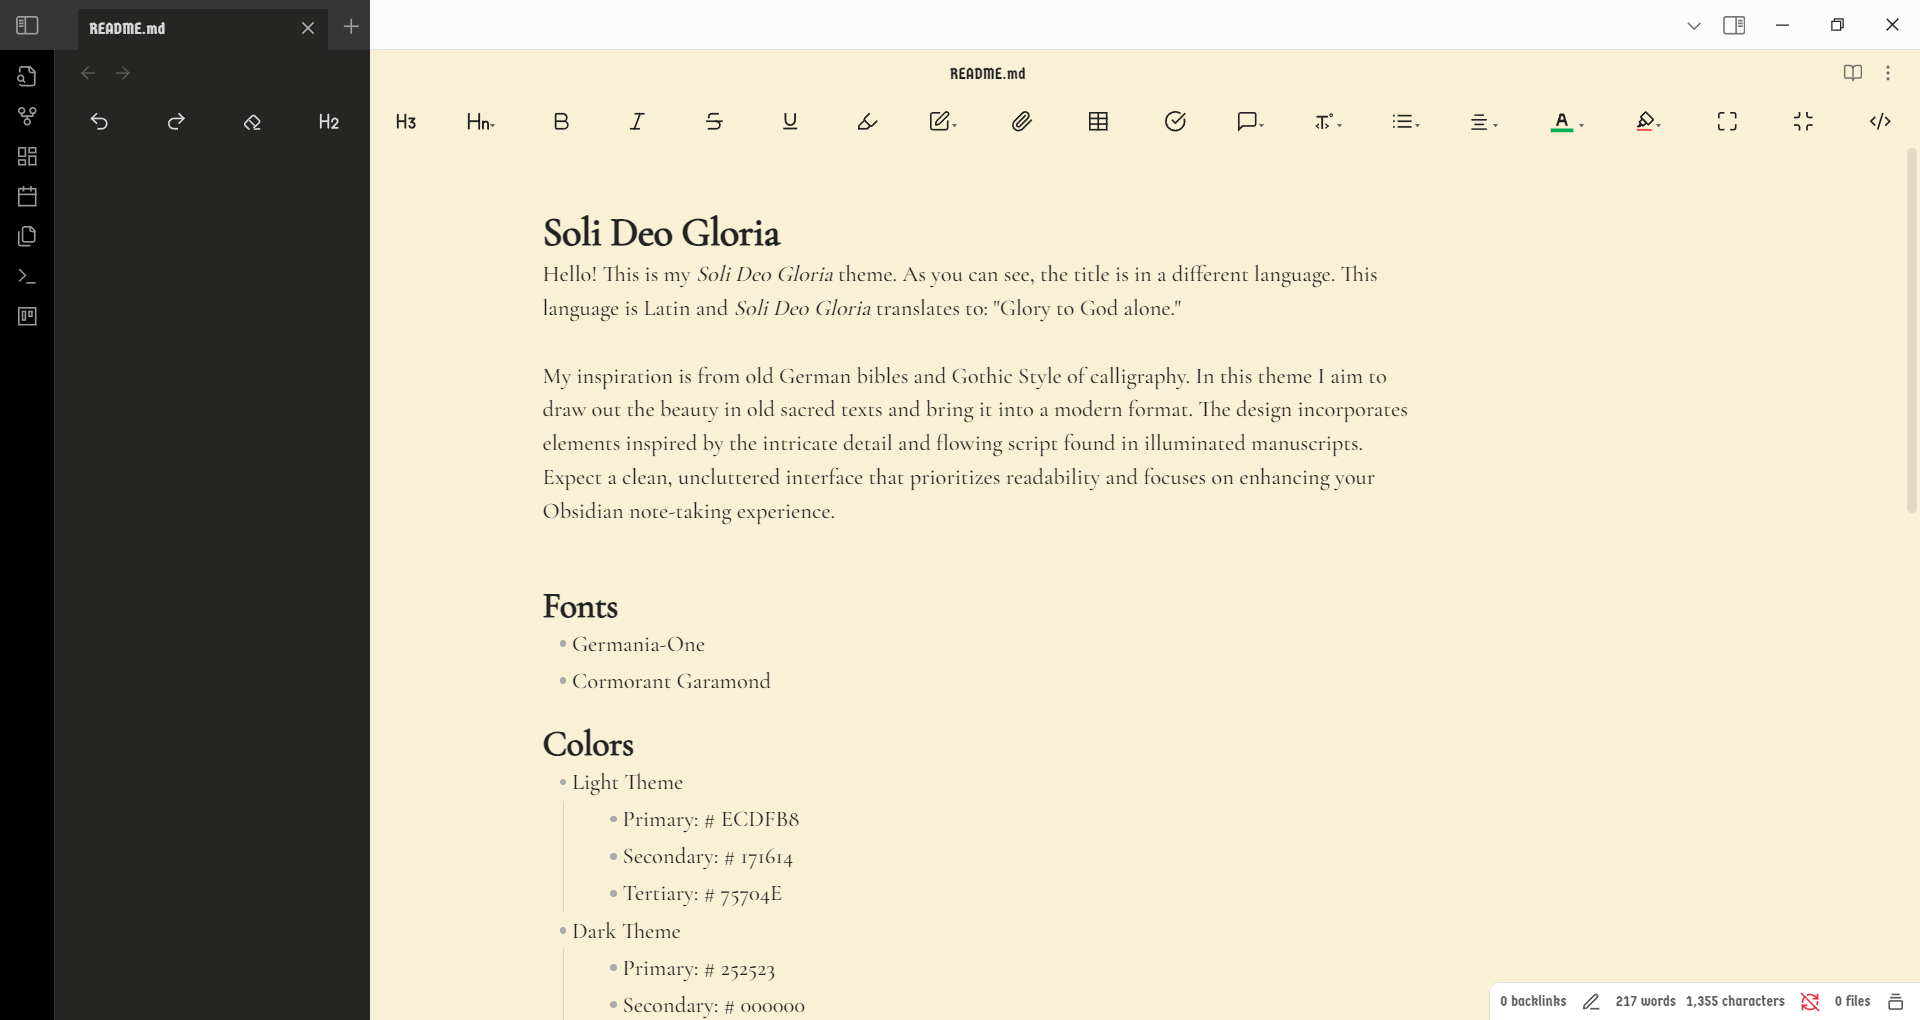 README.md
README.md
H2 H3 Hn B I S U T A </>
Soli Deo Gloria
Hello! This is my Soli Deo Gloria theme. As you can see, the title is in a different language. This
language is Latin and Soli Deo Gloria translates to: "Glory to God alone."
My inspiration is from old German bibles and Gothic Style of calligraphy. In this theme I aim to
draw out the beauty in old sacred texts and bring it into a modern format. The design incorporates
elements inspired by the intricate detail and flowing script found in illuminated manuscripts.
Expect a clean, uncluttered interface that prioritizes readability and focuses on enhancing your
Obsidian note-taking experience.
Fonts
• Germania-One
• Cormorant Garamond
Colors
• Light Theme
• Primary: # ECDFB8
• Secondary: # 171614
• Tertiary: # 75704E
• Dark Theme
• Primary: # 252523
• Secondary: # 000000
0 backlinks 217 words 1,355 characters 0 files